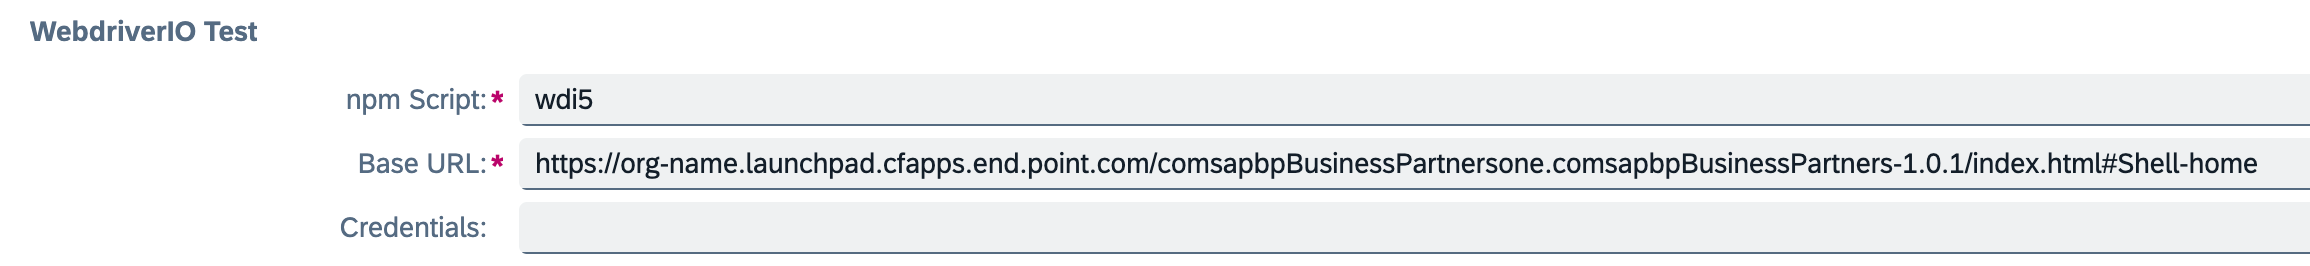 WebdriverIO Test
npm Script:* wdi5
Base URL:* https://org-name.launchpad.cfapps.end.point.com/comsapbpBusinessPartnersone.comsapbpBusinessPartners-1.0.1/index.html#Shell-home
Credentials: